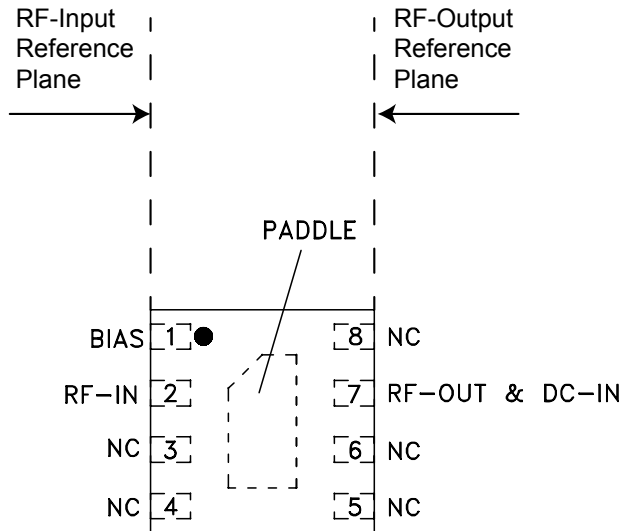 RF-Input
Reference
Plane
RF-Output
Reference
Plane
PADDLE
BIAS 1 8 NC
RF-IN 2 7 RF-OUT & DC-IN
NC 3 6 NC
NC 4 5 NC